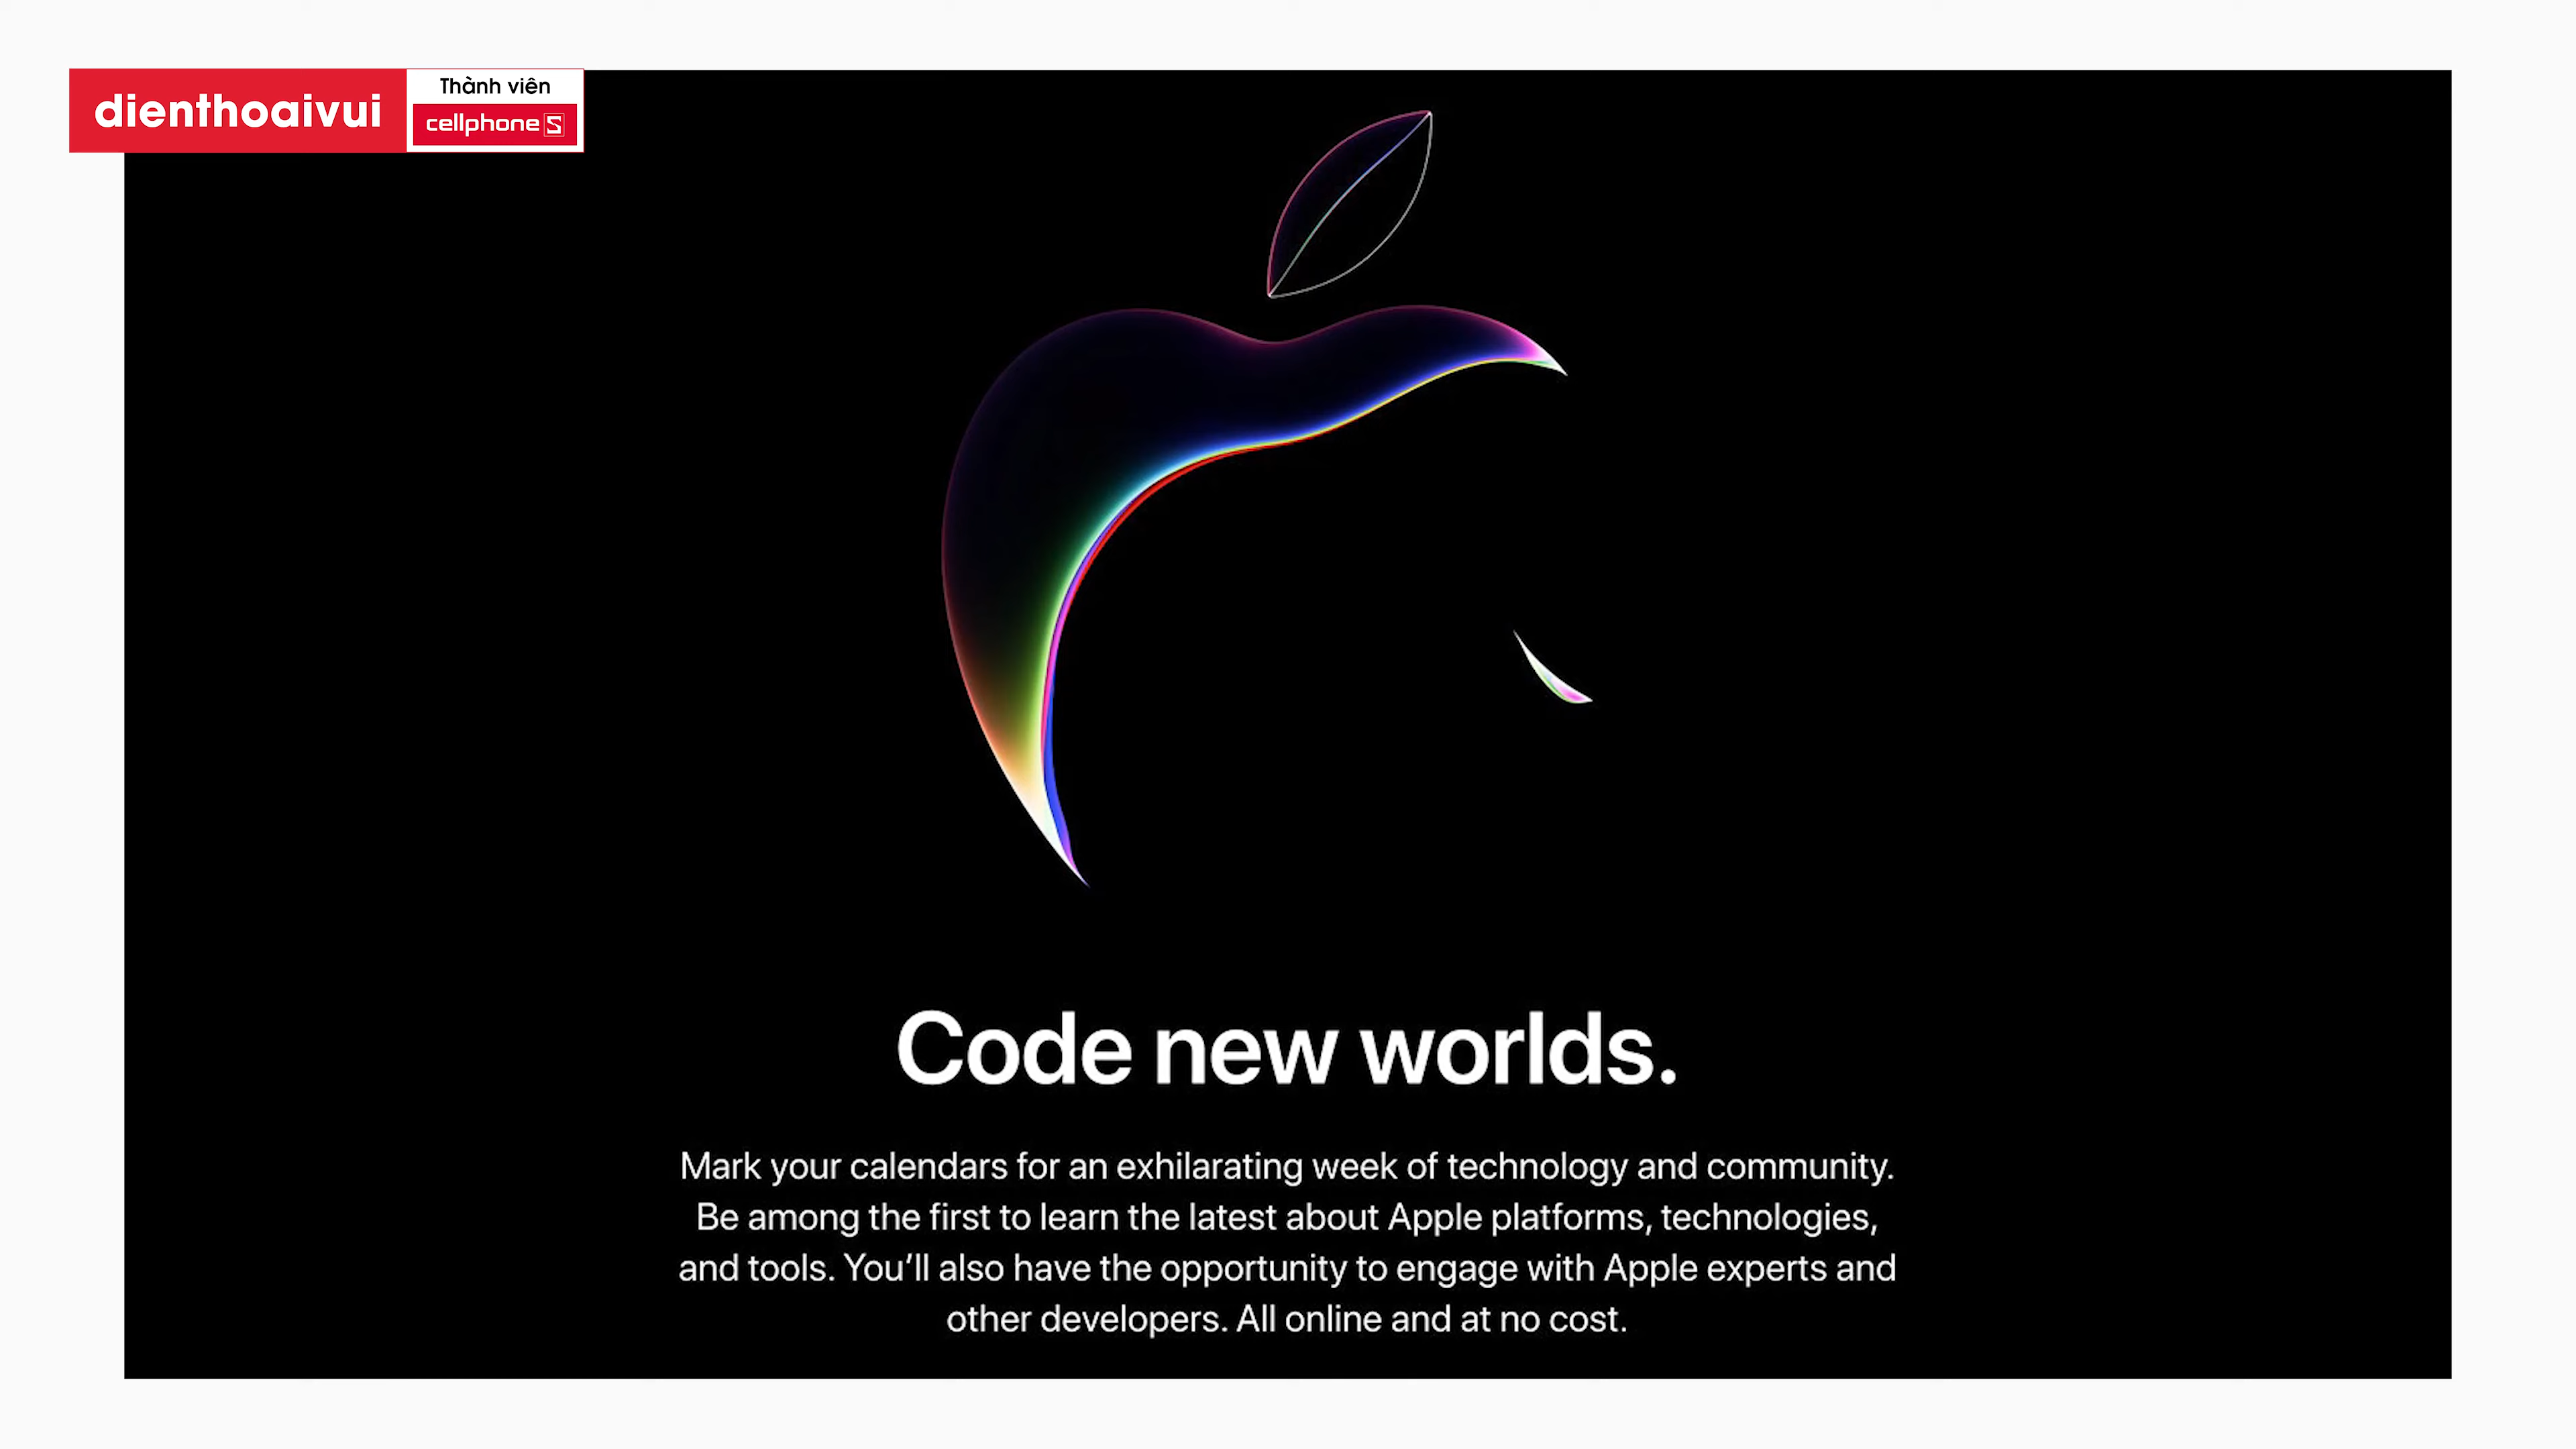 dienthoaivui
Thành viên
cellphoneS
Code new worlds.
Mark your calendars for an exhilarating week of technology and community.
Be among the first to learn the latest about Apple platforms, technologies,
and tools. You’ll also have the opportunity to engage with Apple experts and
other developers. All online and at no cost.